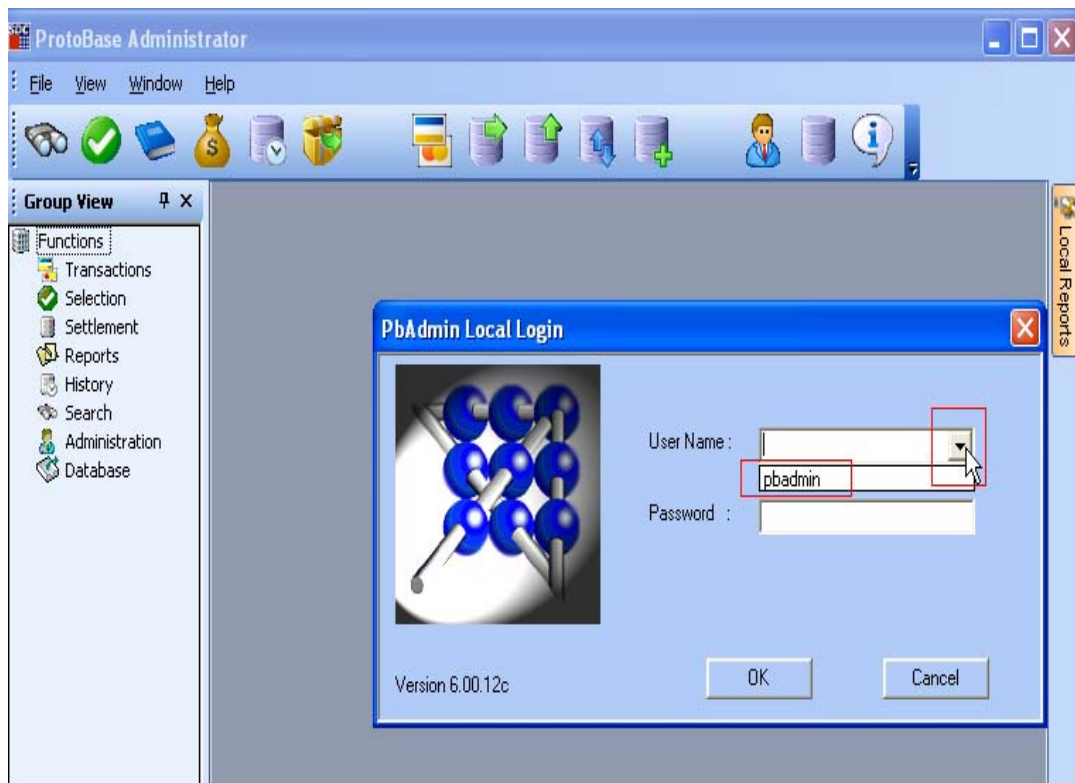 SDC
ProtoBase Administrator
File View Window Help
Group View
Functions
Transactions
Selection
Settlement
Reports
History
Search
Administration
Database
Local Reports
PbAdmin Local Login
User Name :
pbadmin
Password :
Version 6.00.12c
OK Cancel